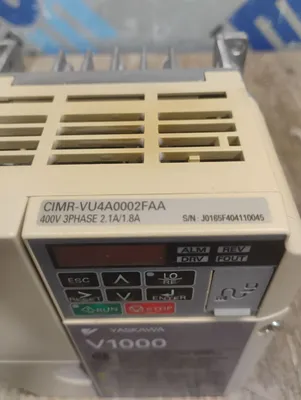 CIMR-VU4A0002FAA
400V 3PHASE 2.1A/1.8A S/N: J0165F404110045
ALM REV
DRV FOUT
ESC LO RE
RESET ENTER
RUN STOP
YASKAWA
V1000